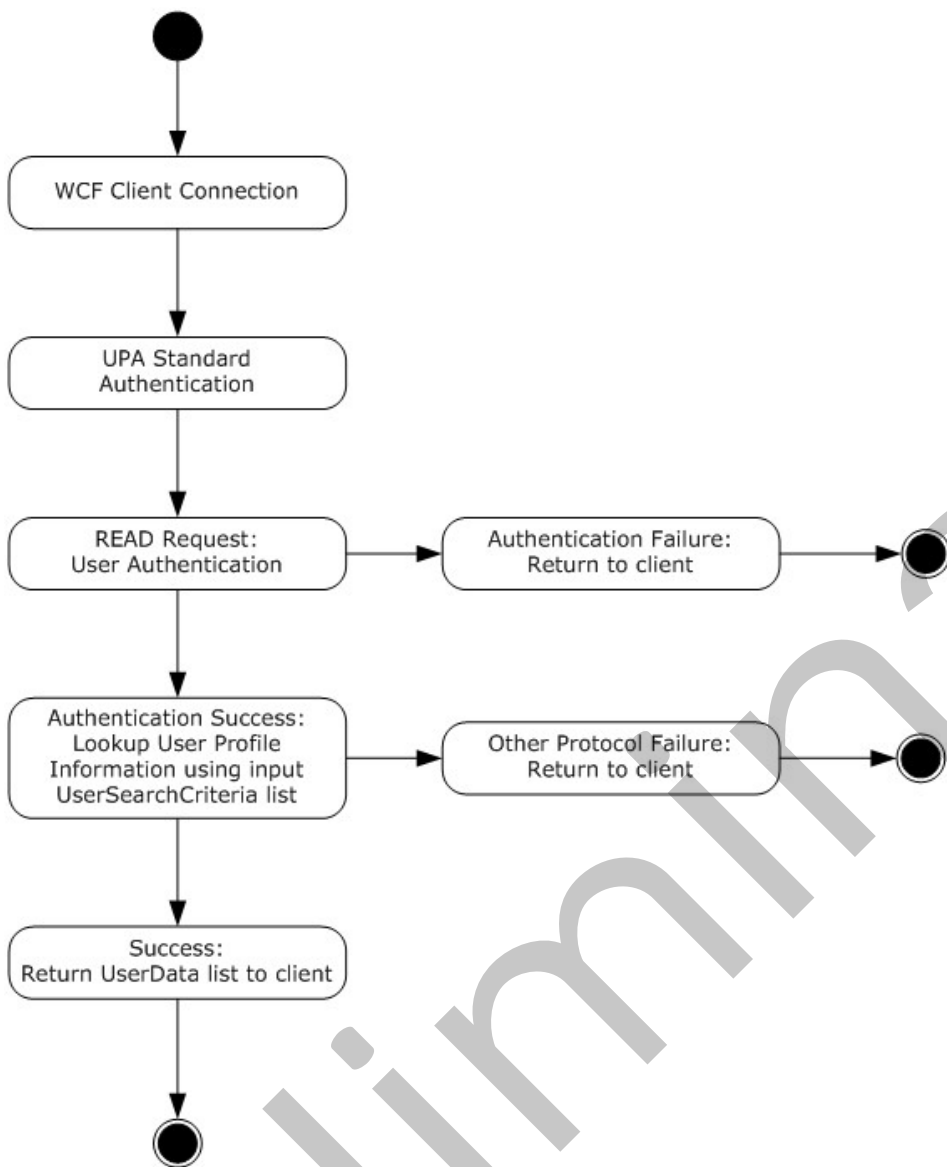 WCF Client Connection
UPA Standard
Authentication
READ Request:
User Authentication
Authentication Failure:
Return to client
Authentication Success:
Lookup User Profile
Information using input
UserSearchCriteria list
Other Protocol Failure:
Return to client
Success:
Return UserData list to client